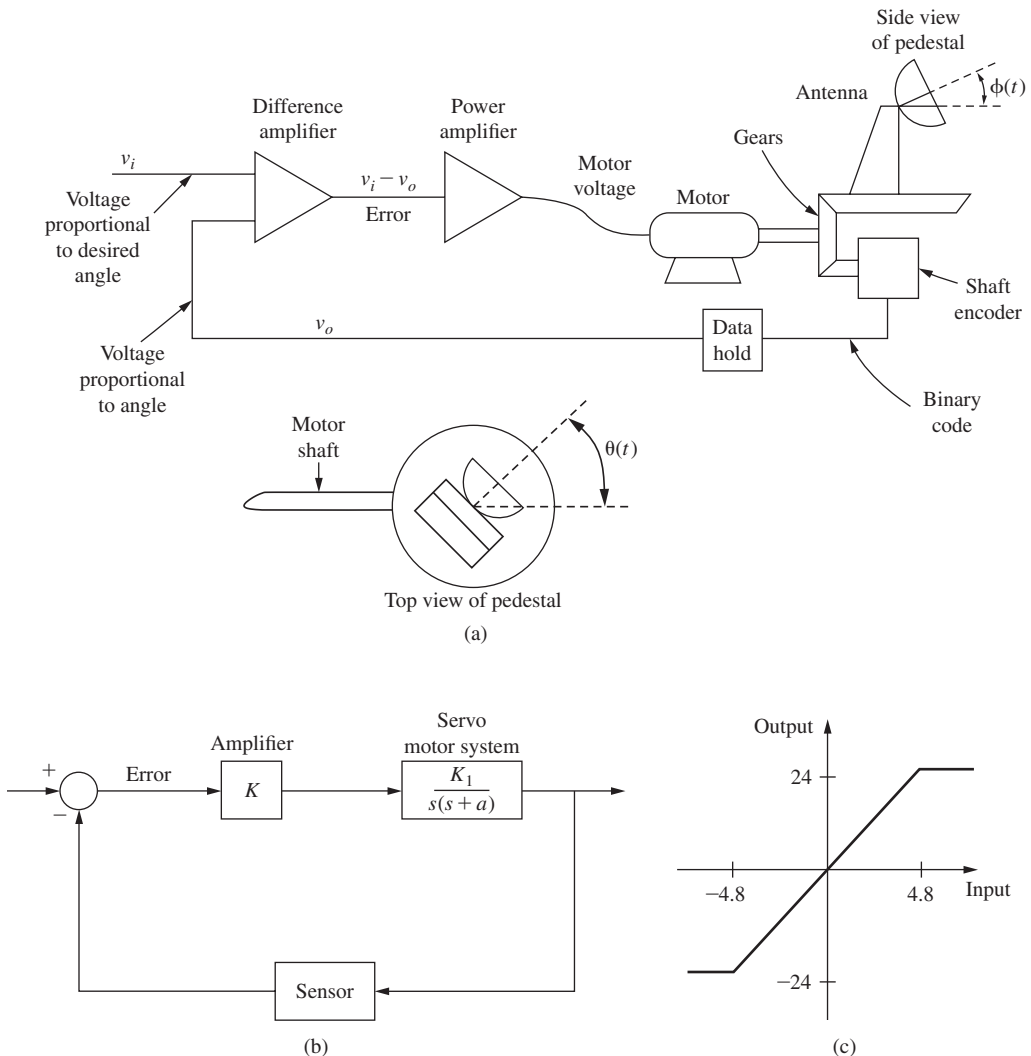 Side view
of pedestal
Antenna
ϕ(t)
Difference
amplifier
Power
amplifier
Gears
v_i
v_i − v_o
Error
Motor
voltage
Motor
Voltage
proportional
to desired
angle
Shaft
encoder
v_o
Data
hold
Voltage
proportional
to angle
Binary
code
Motor
shaft
θ(t)
Top view of pedestal
(a)
Servo
motor system
Amplifier
+
Error
K
K_1
s(s + a)
−
Sensor
(b)
Output
24
−4.8
4.8
Input
−24
(c)